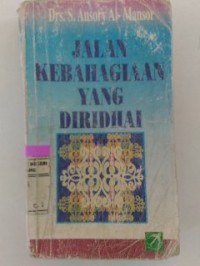 Drs. S. Ansory Al-Mansor
JALAN
KEBAHAGIAAN
YANG
DIRIDHAI